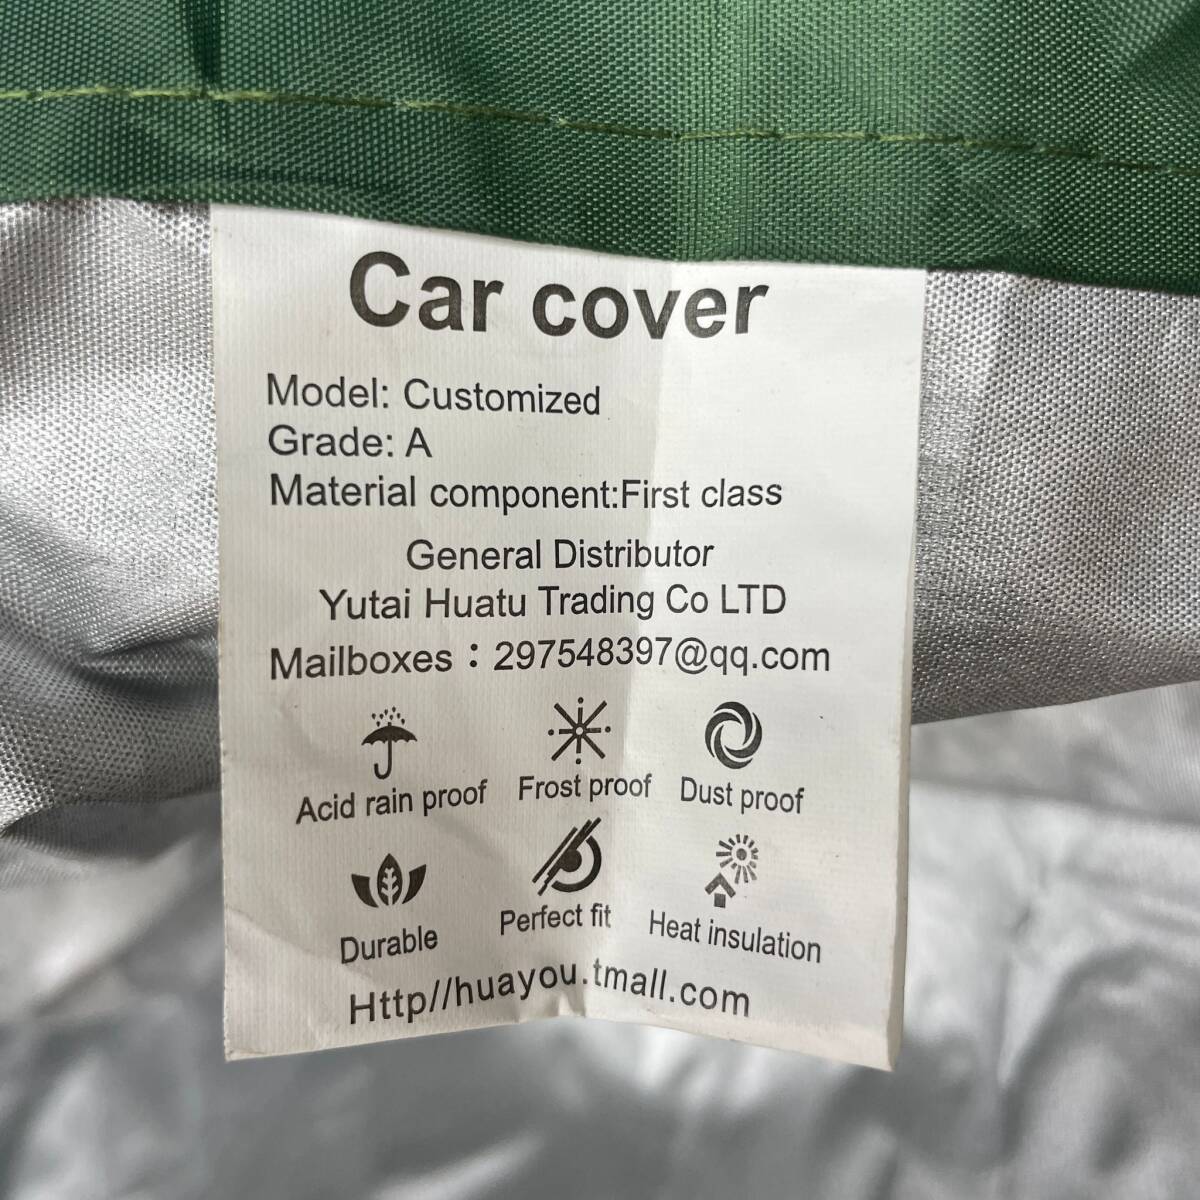 Car cover
Model: Customized
Grade: A
Material component:First class
General Distributor
Yutai Huatu Trading Co LTD
Mailboxes：297548397@qq.com
Acid rain proof
Frost proof
Dust proof
Durable
Perfect fit
Heat insulation
Http//huayou.tmall.com